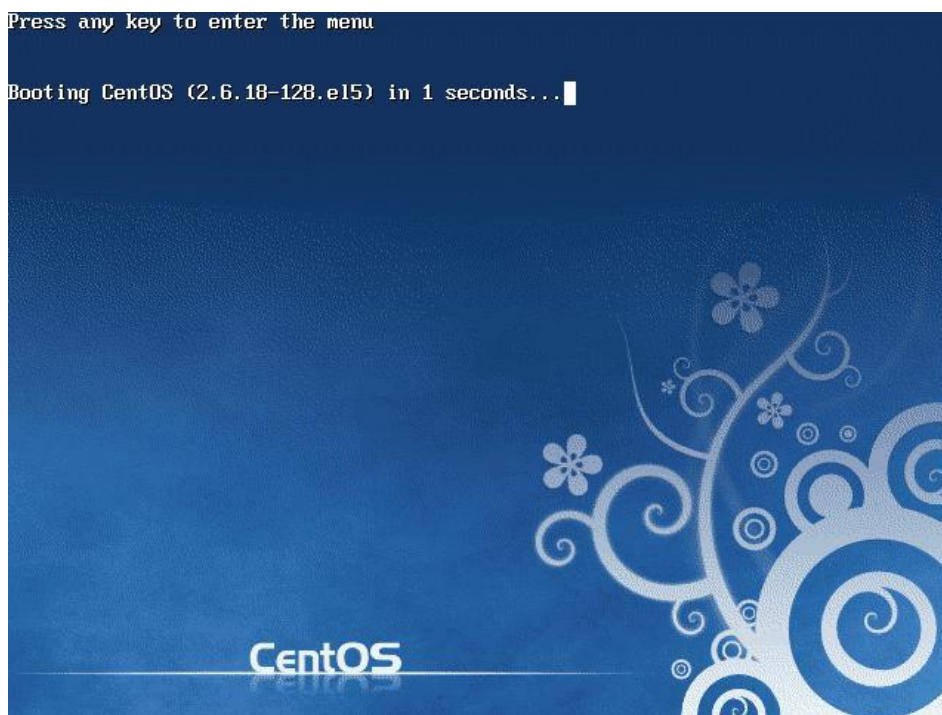 Press any key to enter the menu
Booting CentOS (2.6.18-128.el5) in 1 seconds...
CentOS